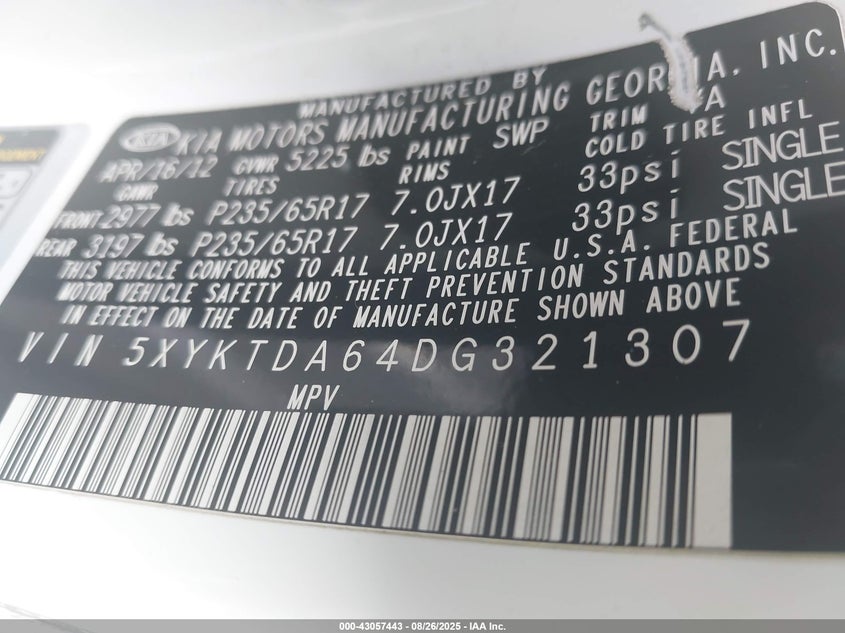 MANUFACTURED BY
KIA KIA MOTORS MANUFACTURING GEORGIA, INC.
APR/16/12 GVWR 5225 lbs PAINT SWP TRIM
GAWR TIRES RIMS COLD TIRE INFL
FRONT 2977 lbs P235/65R17 7.0JX17 33psi SINGLE
REAR 3197 lbs P235/65R17 7.0JX17 33psi SINGLE
THIS VEHICLE CONFORMS TO ALL APPLICABLE U.S.A. FEDERAL
MOTOR VEHICLE SAFETY AND THEFT PREVENTION STANDARDS
IN EFFECT ON THE DATE OF MANUFACTURE SHOWN ABOVE
VIN 5XYKTDA64DG321307
MPV
000-43057443 - 08/26/2025 - IAA Inc.